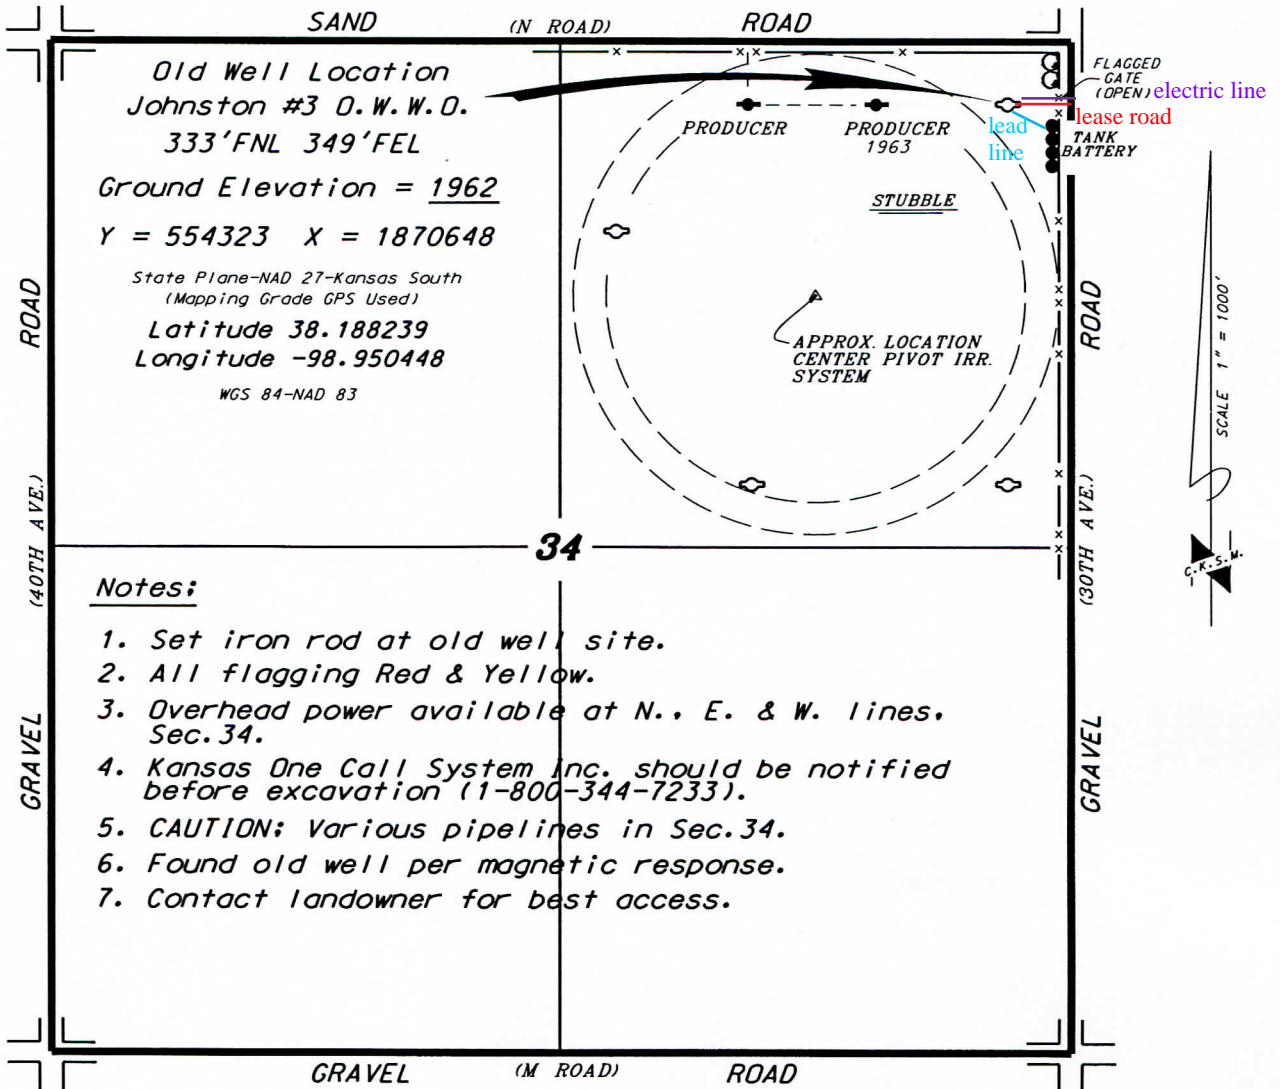 SAND (N ROAD) ROAD
Old Well Location
Johnston #3 O.W.W.O.
333'FNL 349'FEL
Ground Elevation = 1962
Y = 554323 X = 1870648
State Plane-NAD 27-Kansas South
(Mapping Grade GPS Used)
Latitude 38.188239
Longitude -98.950448
WGS 84-NAD 83
PRODUCER
PRODUCER
1963
FLAGGED
GATE
(OPEN)
electric line
lease road
lead
line
TANK
BATTERY
STUBBLE
APPROX. LOCATION
CENTER PIVOT IRR.
SYSTEM
ROAD
(40TH AVE.)
GRAVEL
ROAD
(30TH AVE.)
GRAVEL
SCALE 1" = 1000'
C.K.S.M.
34
Notes:
1. Set iron rod at old well site.
2. All flagging Red & Yellow.
3. Overhead power available at N., E. & W. lines,
Sec.34.
4. Kansas One Call System Inc. should be notified
before excavation (1-800-344-7233).
5. CAUTION: Various pipelines in Sec.34.
6. Found old well per magnetic response.
7. Contact landowner for best access.
GRAVEL (M ROAD) ROAD